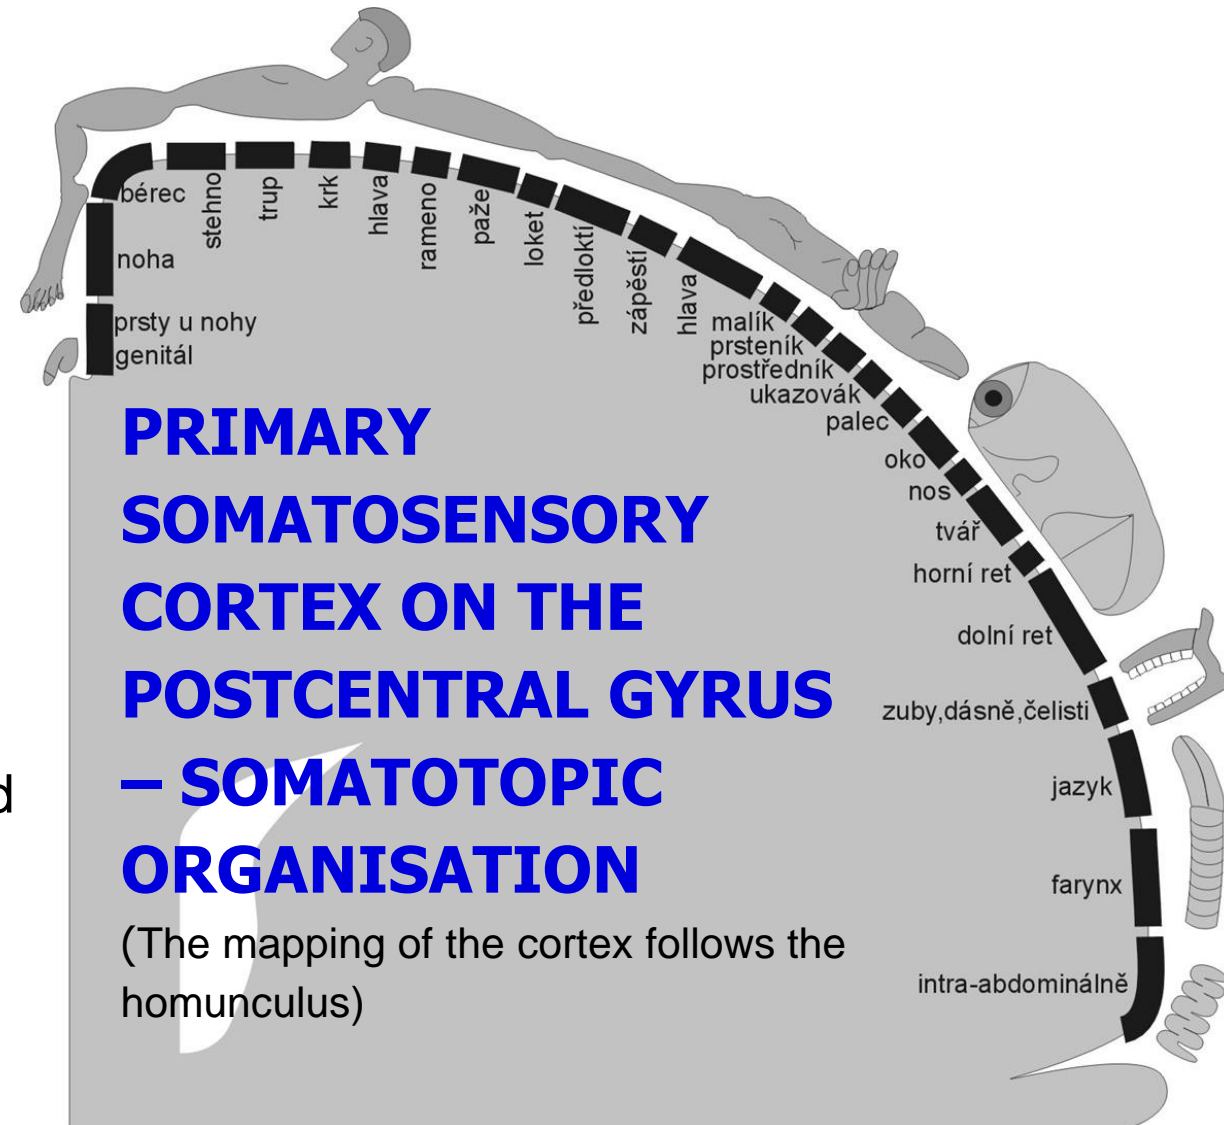 bérec
stehno
trup
krk
hlava
rameno
paže
loket
předloktí
zápěstí
hlava
noha
prsty u nohy
genitál
malík
prsteník
prostředník
ukazovák
palec
oko
nos
tvář
horní ret
dolní ret
zuby,dásně,čelisti
jazyk
farynx
intra-abdominálně
PRIMARY
SOMATOSENSORY
CORTEX ON THE
POSTCENTRAL GYRUS
– SOMATOTOPIC
ORGANISATION
(The mapping of the cortex follows the
homunculus)